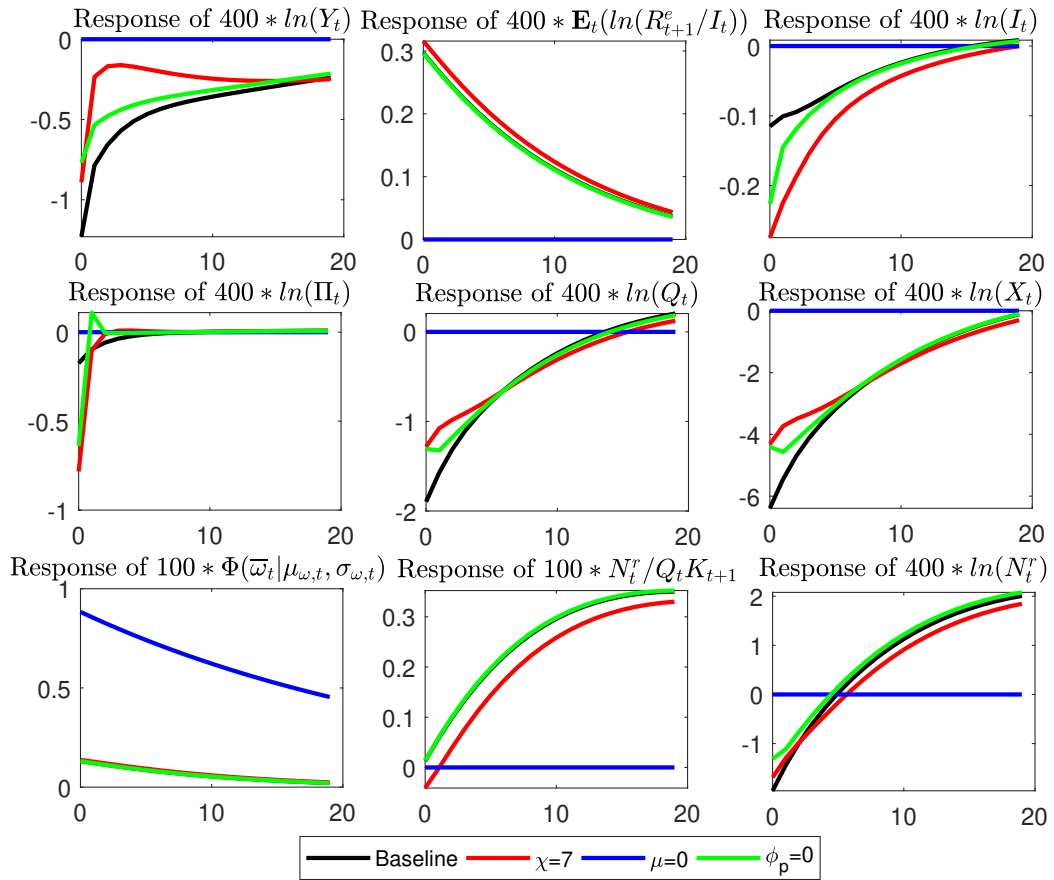 Response of 400 ∗ ln(Y_t)
Response of 400 ∗ E_t(ln(R^e_{t+1}/I_t))
Response of 400 ∗ ln(I_t)
0
-0.5
-1
0 10 20
0.3
0.2
0.1
0
0 10 20
0
-0.1
-0.2
0 10 20
Response of 400 ∗ ln(Π_t)
Response of 400 ∗ ln(Q_t)
Response of 400 ∗ ln(X_t)
0
-0.5
-1
0 10 20
0
-1
-2
0 10 20
0
-2
-4
-6
0 10 20
Response of 100 ∗ Φ(ω̅_t|μ_{ω,t}, σ_{ω,t})
Response of 100 ∗ N^r_t/Q_tK_{t+1}
Response of 400 ∗ ln(N^r_t)
1
0.5
0
0 10 20
0.3
0.2
0.1
0
0 10 20
2
1
0
-1
0 10 20
Baseline χ=7 μ=0 ϕ_p=0